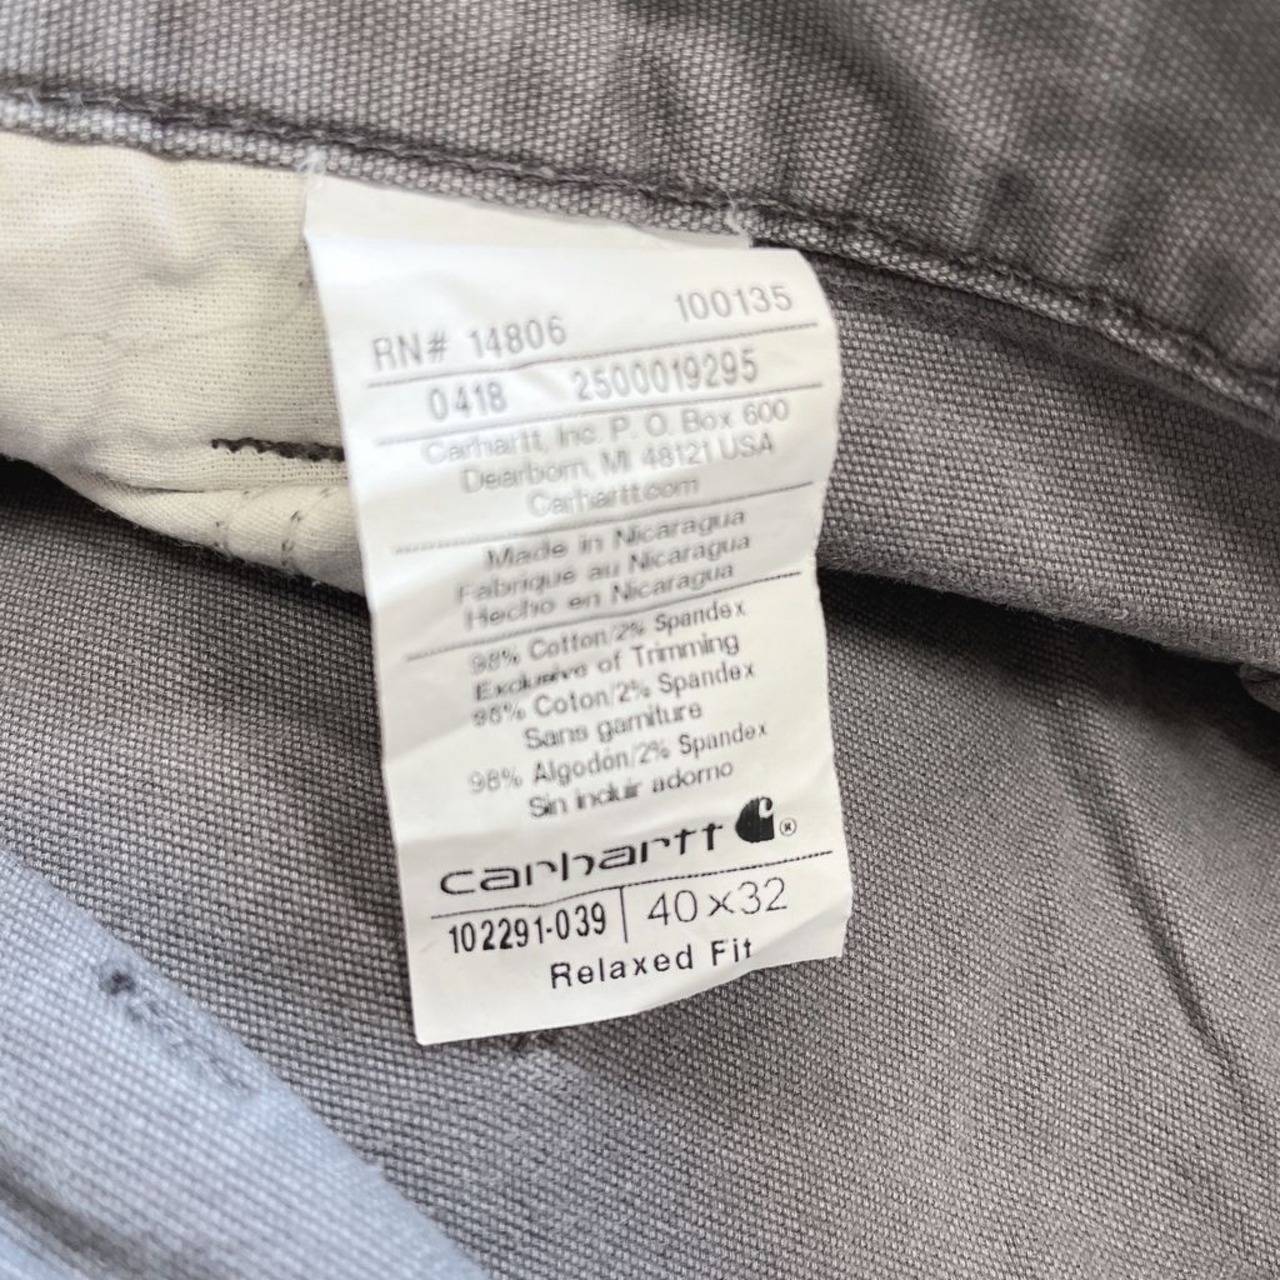 RN# 14806 100135
0418 2500019295
Carhartt, Inc. P. O. Box 600
Dearborn, MI 48121 USA
Carhartt.com
Made in Nicaragua
Fabrique au Nicaragua
Hecho en Nicaragua
98% Cotton/2% Spandex
Exclusive of Trimming
98% Coton/2% Spandex
Sans garniture
98% Algodón/2% Spandex
Sin incluir adorno
carhartt ®
102291-039 | 40x32
Relaxed Fit